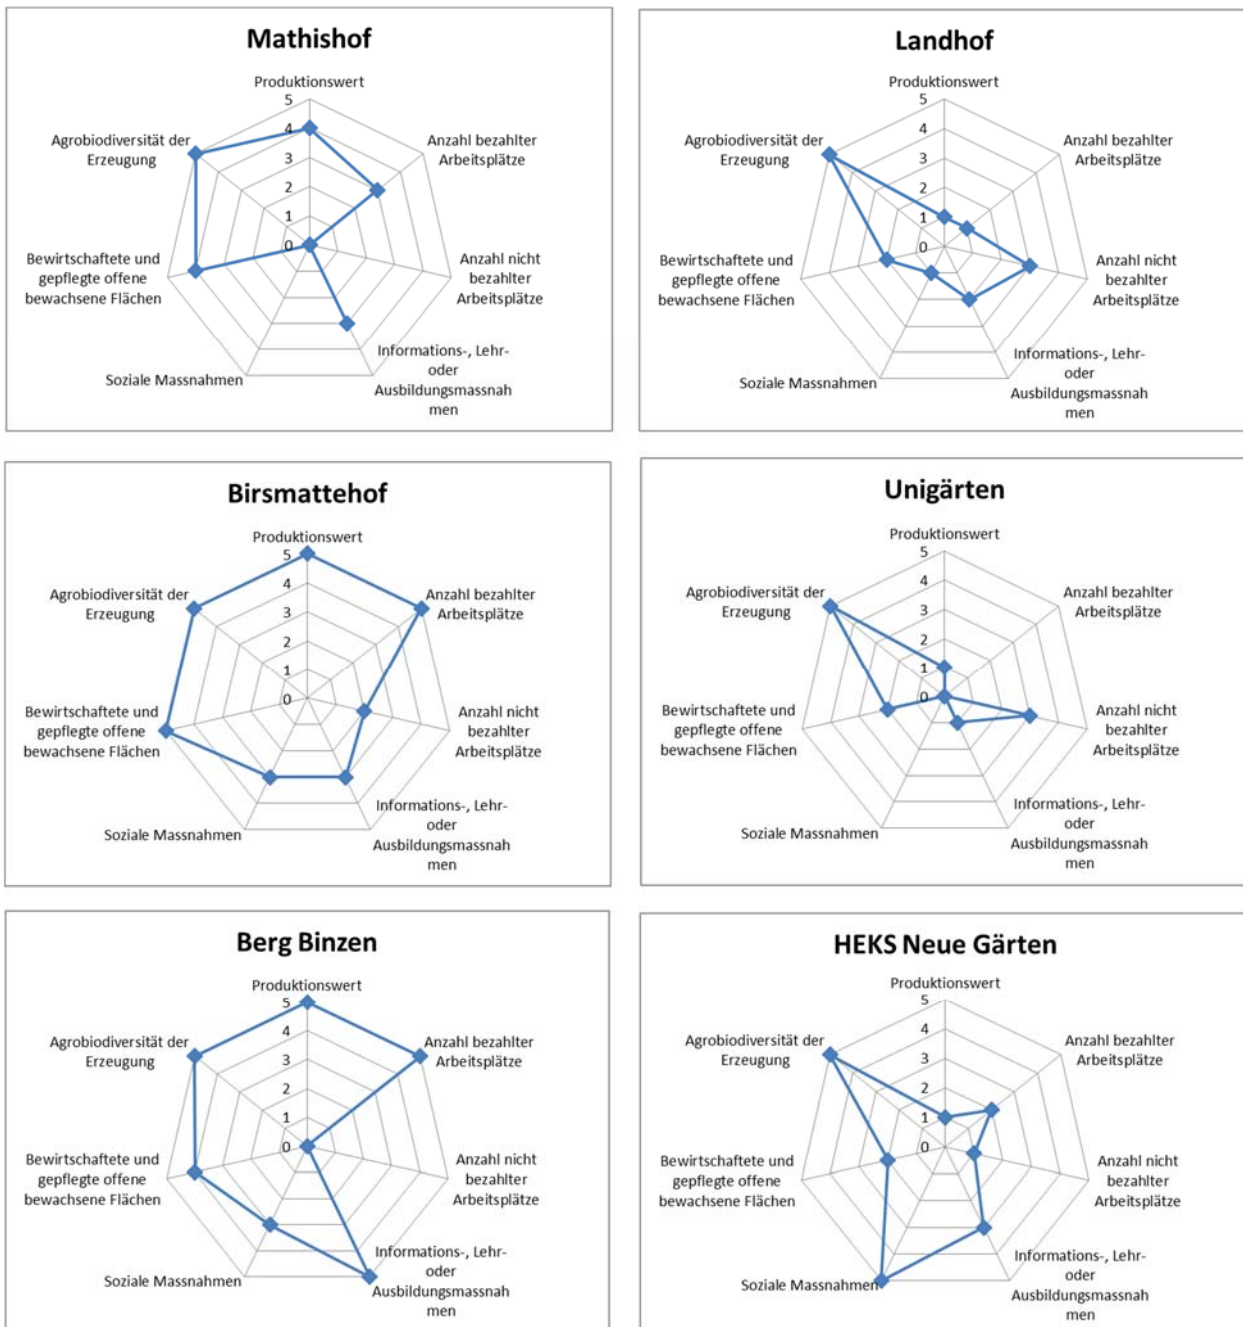 Mathishof
Produktionswert
5
4
3
2
1
0
Anzahl bezahlter
Arbeitsplätze
Anzahl nicht
bezahlter
Arbeitsplätze
Informations-, Lehr-
oder
Ausbildungsmassnah
men
Soziale Massnahmen
Bewirtschaftete und
gepflegte offene
bewachsene Flächen
Agrobiodiversität der
Erzeugung
Landhof
Produktionswert
5
4
3
2
1
0
Anzahl bezahlter
Arbeitsplätze
Anzahl nicht
bezahlter
Arbeitsplätze
Informations-, Lehr-
oder
Ausbildungsmassnah
men
Soziale Massnahmen
Bewirtschaftete und
gepflegte offene
bewachsene Flächen
Agrobiodiversität der
Erzeugung
Birsmattehof
Produktionswert
5
4
3
2
1
0
Anzahl bezahlter
Arbeitsplätze
Anzahl nicht
bezahlter
Arbeitsplätze
Informations-, Lehr-
oder
Ausbildungsmassnah
men
Soziale Massnahmen
Bewirtschaftete und
gepflegte offene
bewachsene Flächen
Agrobiodiversität der
Erzeugung
Unigärten
Produktionswert
5
4
3
2
1
0
Anzahl bezahlter
Arbeitsplätze
Anzahl nicht
bezahlter
Arbeitsplätze
Informations-, Lehr-
oder
Ausbildungsmassnah
men
Soziale Massnahmen
Bewirtschaftete und
gepflegte offene
bewachsene Flächen
Agrobiodiversität der
Erzeugung
Berg Binzen
Produktionswert
5
4
3
2
1
0
Anzahl bezahlter
Arbeitsplätze
Anzahl nicht
bezahlter
Arbeitsplätze
Informations-, Lehr-
oder
Ausbildungsmassnah
men
Soziale Massnahmen
Bewirtschaftete und
gepflegte offene
bewachsene Flächen
Agrobiodiversität der
Erzeugung
HEKS Neue Gärten
Produktionswert
5
4
3
2
1
0
Anzahl bezahlter
Arbeitsplätze
Anzahl nicht
bezahlter
Arbeitsplätze
Informations-, Lehr-
oder
Ausbildungsmassnah
men
Soziale Massnahmen
Bewirtschaftete und
gepflegte offene
bewachsene Flächen
Agrobiodiversität der
Erzeugung